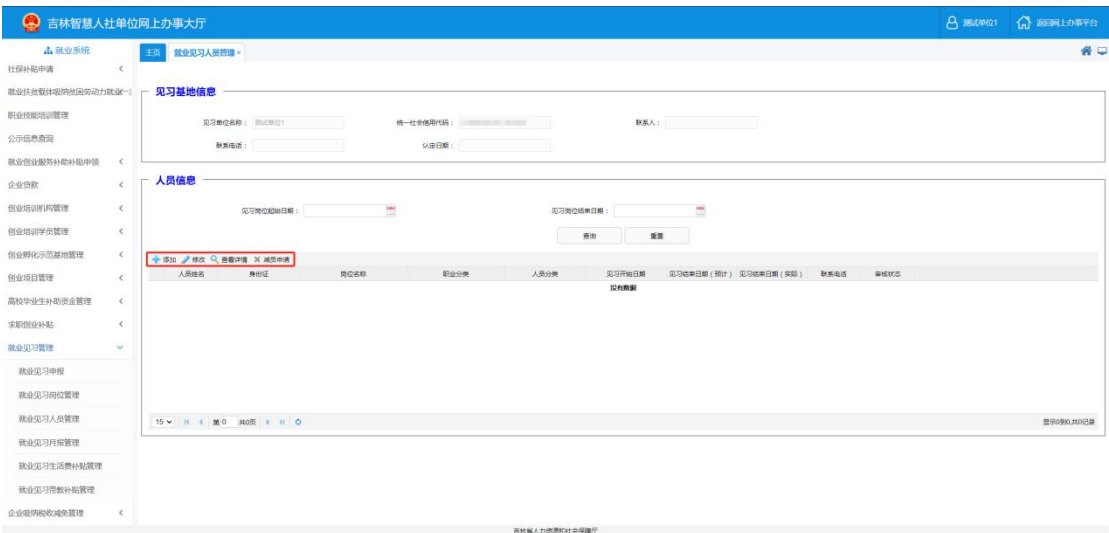 吉林智慧人社单位网上办事大厅 测试单位1 返回网上办事平台
就业系统 主页 就业见习人员管理
社保补贴申请
就业扶贫载体吸纳贫困劳动力就业一次
职业技能培训管理
公示信息查询
就业创业服务补助补贴申领
企业贷款
创业培训机构管理
创业培训学员管理
创业孵化示范基地管理
创业项目管理
高校毕业生补助资金管理
求职创业补贴
就业见习管理
就业见习申报
就业见习岗位管理
就业见习人员管理
就业见习月报管理
就业见习生活费补贴管理
就业见习带教补贴管理
企业吸纳税收减免管理
见习基地信息
见习单位名称： 测试单位1 统一社会信用代码： 联系人：
联系电话： 认定日期：
人员信息
见习岗位起始日期： 见习岗位结束日期：
查询 重置
添加 修改 查看详情 减员申请
人员姓名 身份证 岗位名称 职业分类 人员分类 见习开始日期 见习结束日期（预计） 见习结束日期（实际） 联系电话 审核状态
没有数据
15 第 0 共0页 显示0到0,共0记录
吉林省人力资源和社会保障厅